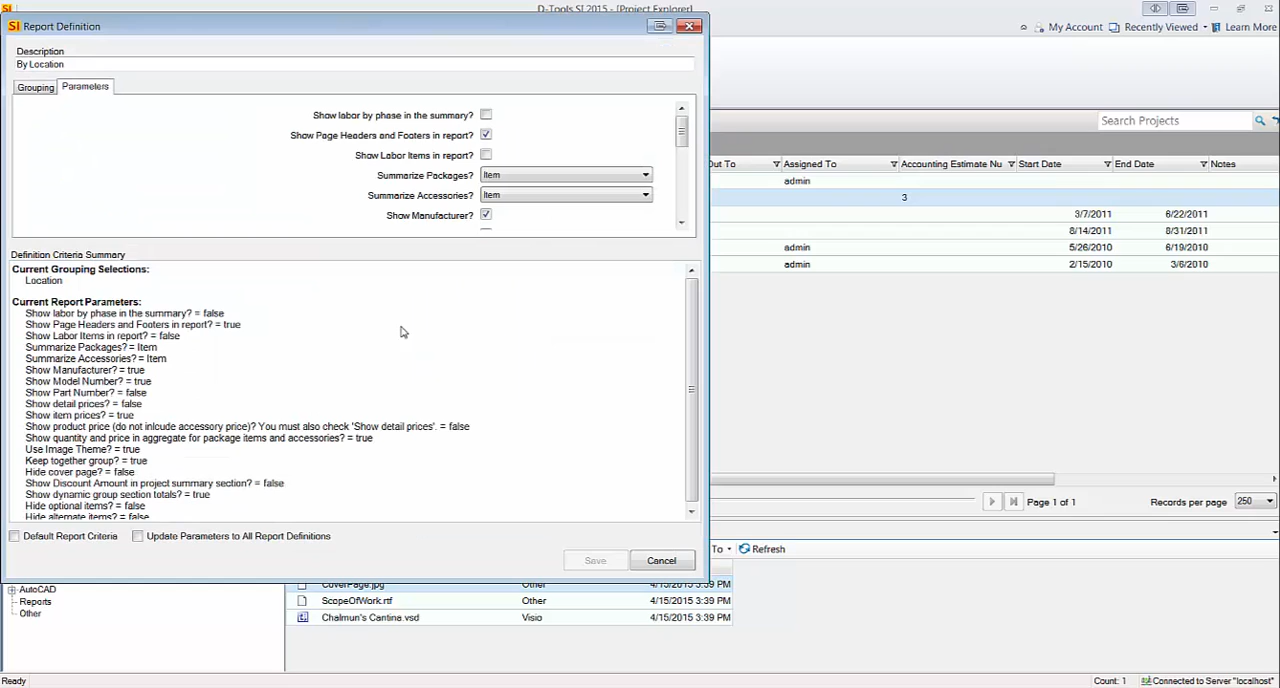 SI
D-Tools SI 2015 - [Project Explorer]
SI Report Definition
My Account Recently Viewed Learn More
Description
By Location
Grouping Parameters
Show labor by phase in the summary?
Show Page Headers and Footers in report?
Show Labor Items in report?
Summarize Packages? Item
Summarize Accessories? Item
Show Manufacturer?
Search Projects
Out To Assigned To Accounting Estimate Nu Start Date End Date Notes
admin
3
3/7/2011 6/22/2011
8/14/2011 8/31/2011
admin 5/26/2010 6/19/2010
admin 2/15/2010 3/6/2010
Definition Criteria Summary
Current Grouping Selections:
Location
Current Report Parameters:
Show labor by phase in the summary? = false
Show Page Headers and Footers in report? = true
Show Labor Items in report? = false
Summarize Packages? = Item
Summarize Accessories? = Item
Show Manufacturer? = true
Show Model Number? = true
Show Part Number? = false
Show detail prices? = false
Show item prices? = true
Show product price (do not inlcude accessory price)? You must also check 'Show detail prices'. = false
Show quantity and price in aggregate for package items and accessories? = true
Use Image Theme? = true
Keep together group? = true
Hide cover page? = false
Show Discount Amount in project summary section? = false
Show dynamic group section totals? = true
Hide optional items? = false
Hide alternate items? = false
Page 1 of 1 Records per page 250
Default Report Criteria Update Parameters to All Report Definitions
Save Cancel
To Refresh
AutoCAD
Reports
Other
CoverPage.jpg Other 4/15/2015 3:39 PM
ScopeOfWork.rtf Other 4/15/2015 3:39 PM
Chalmun's Cantina.vsd Visio 4/15/2015 3:39 PM
Ready
Count: 1 Connected to Server "localhost"